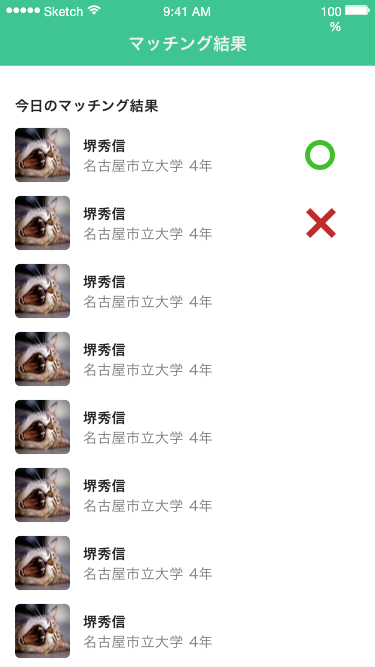 Sketch 9:41 AM 100
%
マッチング結果
今日のマッチング結果
堺秀信
名古屋市立大学 4年
堺秀信
名古屋市立大学 4年
堺秀信
名古屋市立大学 4年
堺秀信
名古屋市立大学 4年
堺秀信
名古屋市立大学 4年
堺秀信
名古屋市立大学 4年
堺秀信
名古屋市立大学 4年
堺秀信
名古屋市立大学 4年